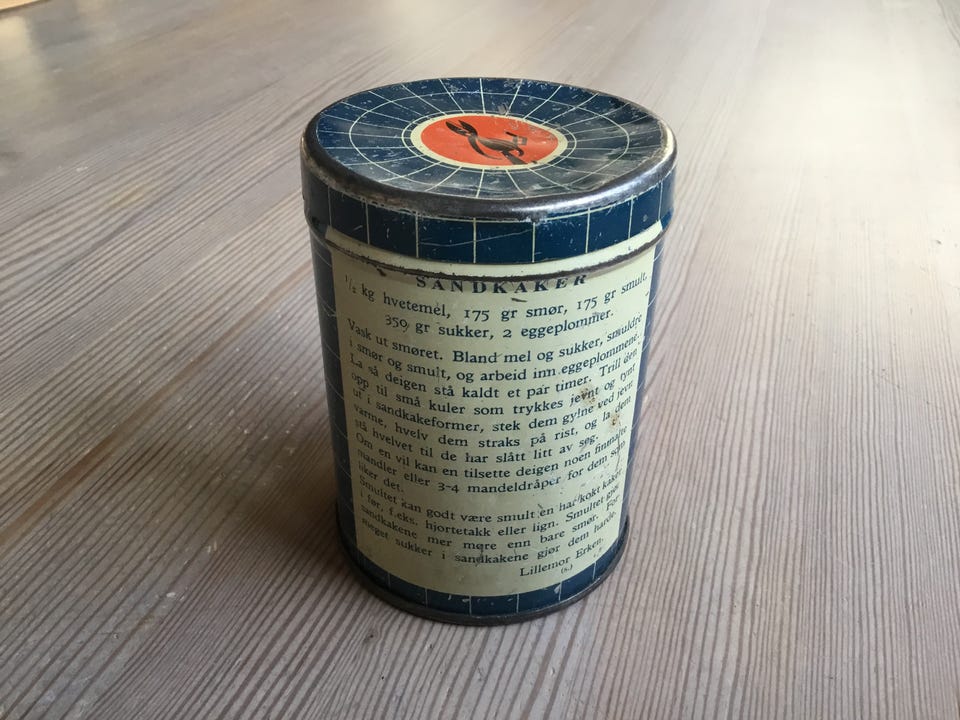 SANDKAKER
1/2 kg hvetemel, 175 gr smør, 175 gr smult,
350 gr sukker, 2 eggeplommer.
Vask ut smøret. Bland mel og sukker, smuldre
i smør og smult, og arbeid inn eggeplommene.
La så deigen stå kaldt et par timer. Trill den
opp til små kuler som trykkes jevnt og tynt
ut i sandkakeformer, stek dem gylne ved jevn
varme, hvelv dem straks på rist, og la dem
stå hvelvet til de har slått litt av seg.
Om en vil kan en tilsette deigen noen finmalte
mandler eller 3-4 mandeldråper for dem som
liker det.
Smultet kan godt være smult en har kokt kaker
i før, f.eks. hjortetakk eller lign. Smultet gjør
sandkakene mer møre enn bare smør. For
meget sukker i sandkakene gjør dem harde.
Lillemor Erken.
(s.)